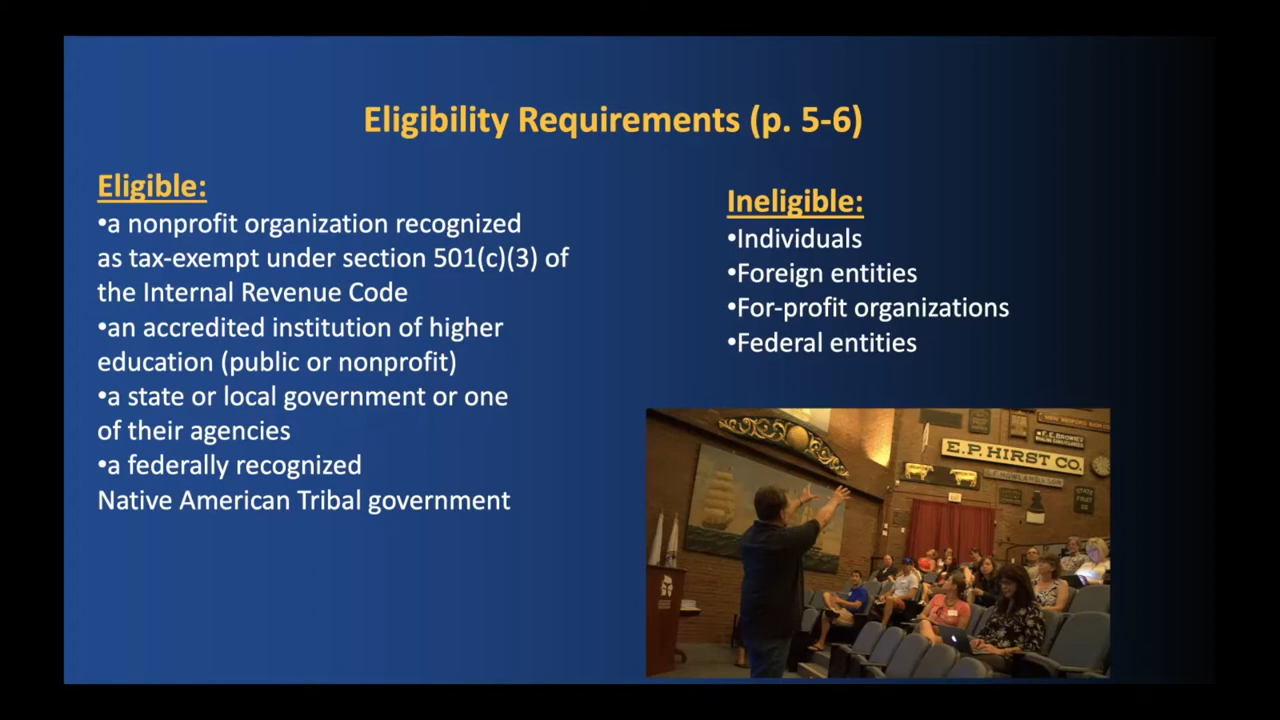 Eligibility Requirements (p. 5-6)
Eligible:
•a nonprofit organization recognized
as tax-exempt under section 501(c)(3) of
the Internal Revenue Code
•an accredited institution of higher
education (public or nonprofit)
•a state or local government or one
of their agencies
•a federally recognized
Native American Tribal government
Ineligible:
•Individuals
•Foreign entities
•For-profit organizations
•Federal entities
E.P. HIRST CO.